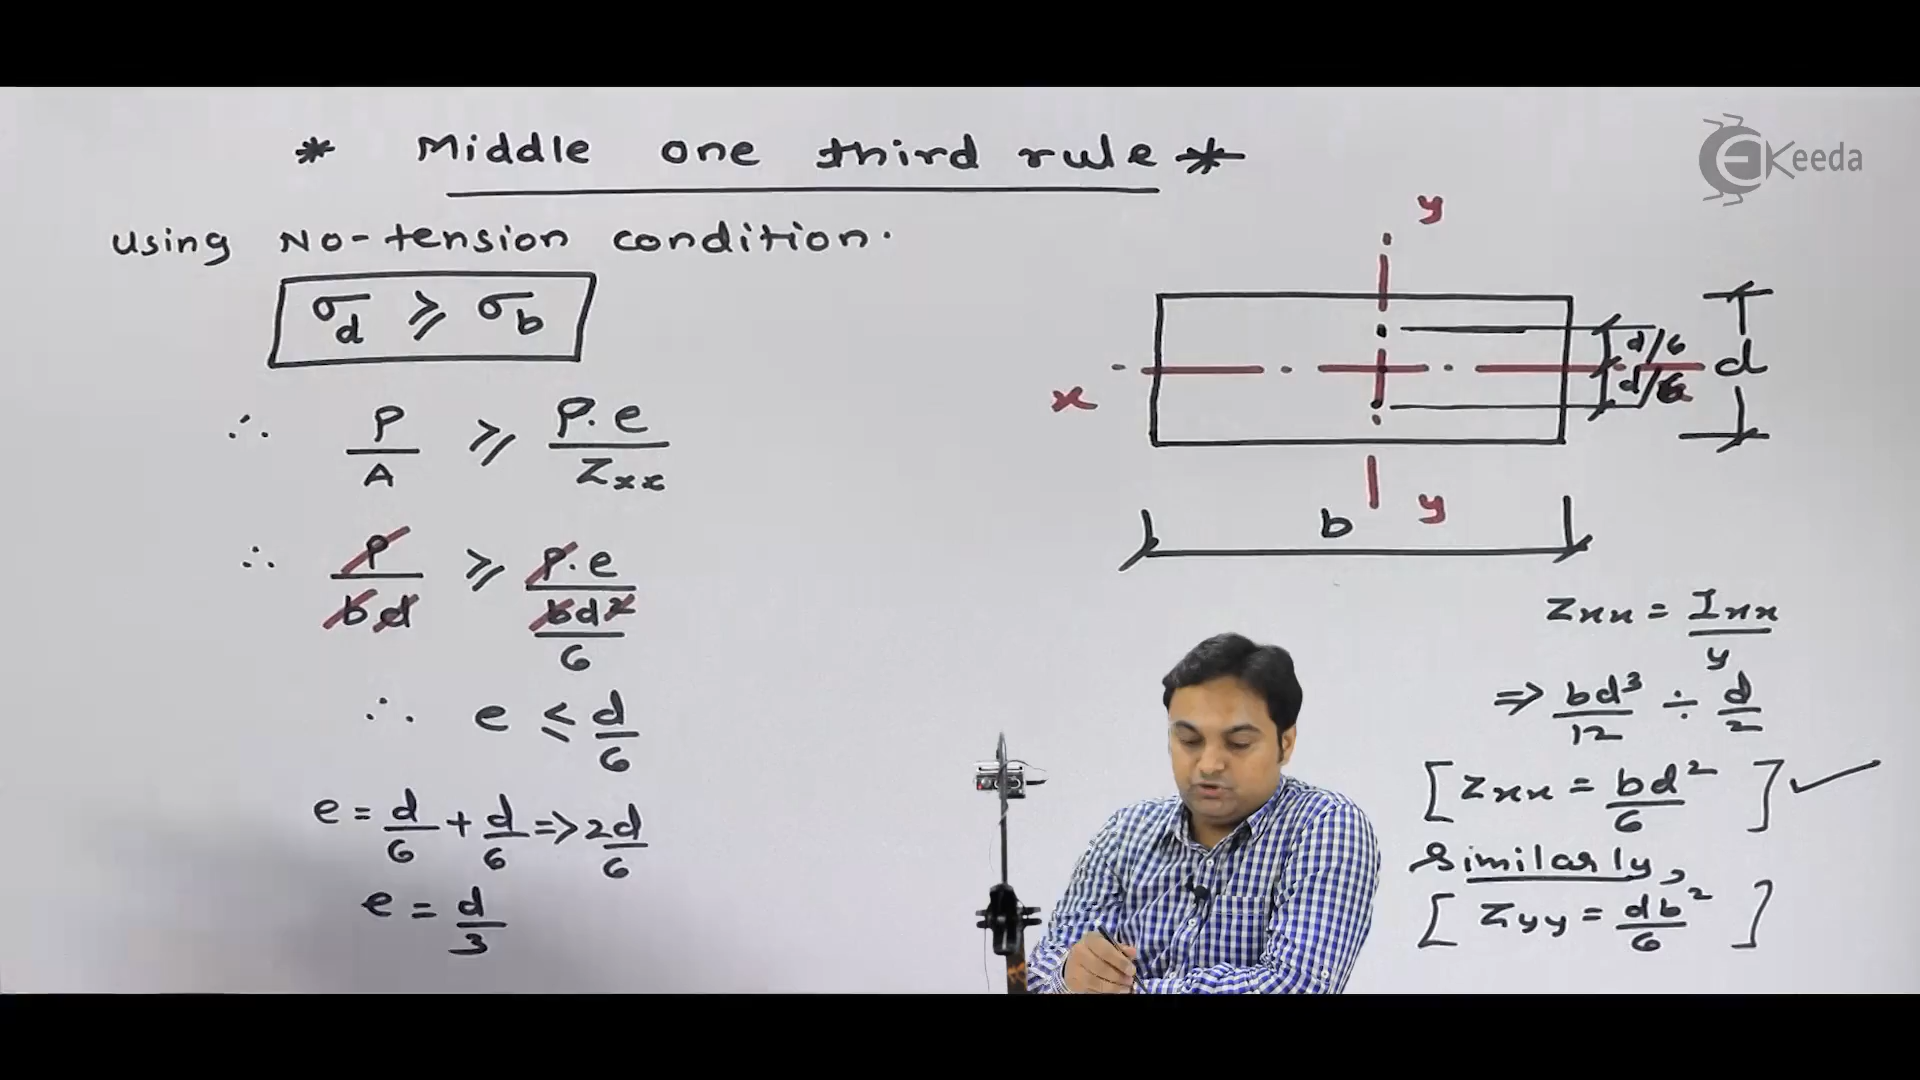 * Middle one third rule *
using No-tension condition.
σd ≥ σb
∴ P/A ≥ P.e/Zxx
∴ P/bd ≥ P.e/(bd²/6)
∴ e ≤ d/6
e = d/6 + d/6 => 2d/6
e = d/3
EKeeda
y
x
d/6
d/6
d
b
y
Zxx = Ixx/y
=> bd³/12 ÷ d/2
[Zxx = bd²/6] ✓
Similarly,
[Zyy = db²/6]